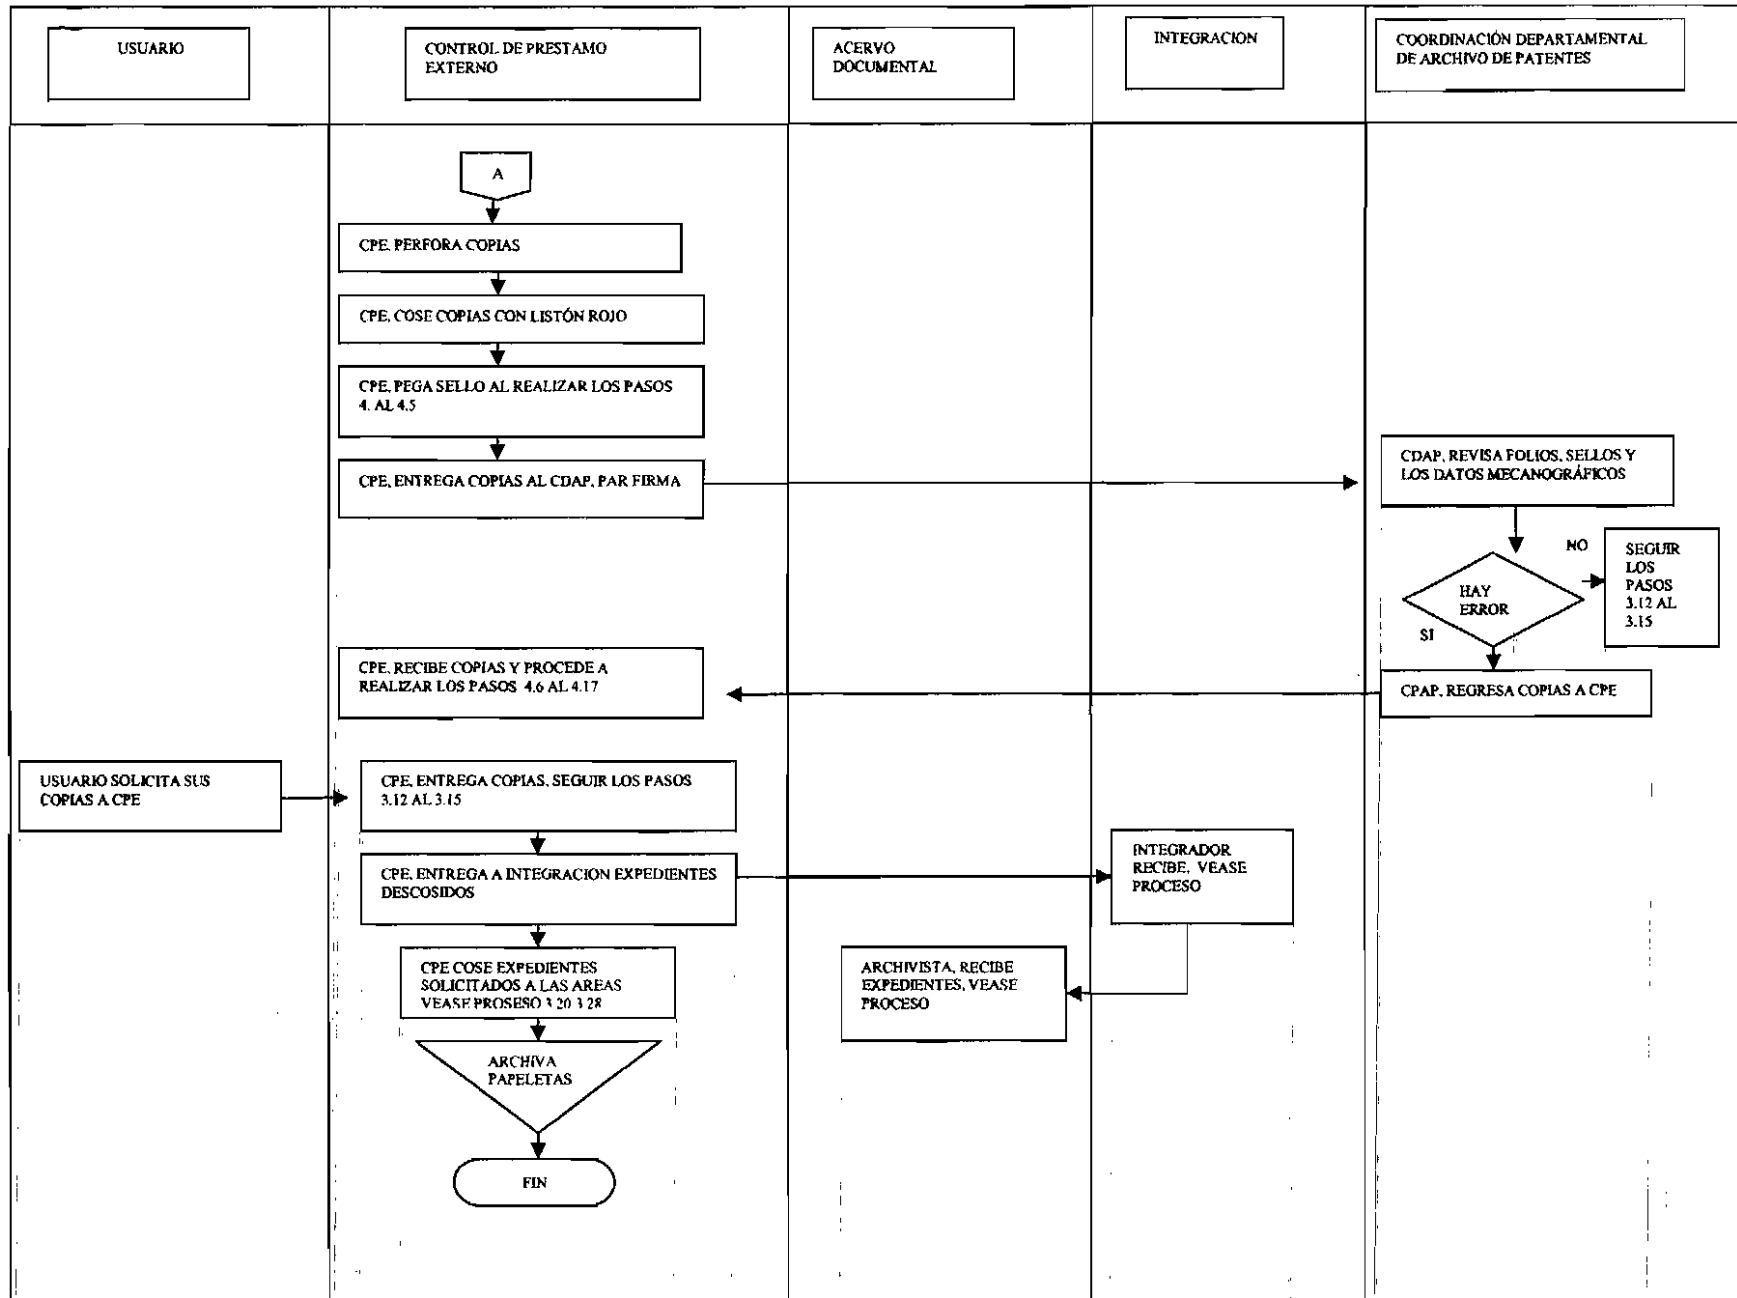 USUARIO
CONTROL DE PRESTAMO
EXTERNO
ACERVO
DOCUMENTAL
INTEGRACION
COORDINACIÓN DEPARTAMENTAL
DE ARCHIVO DE PATENTES
A
CPE, PERFORA COPIAS
CPE, COSE COPIAS CON LISTÓN ROJO
CPE, PEGA SELLO AL REALIZAR LOS PASOS
4. AL 4.5
CPE, ENTREGA COPIAS AL CDAP, PAR FIRMA
CDAP, REVISA FOLIOS, SELLOS Y
LOS DATOS MECANOGRÁFICOS
HAY
ERROR
NO
SI
SEGUIR
LOS
PASOS
3.12 AL
3.15
CPAP, REGRESA COPIAS A CPE
CPE, RECIBE COPIAS Y PROCEDE A
REALIZAR LOS PASOS 4.6 AL 4.17
USUARIO SOLICITA SUS
COPIAS A CPE
CPE, ENTREGA COPIAS, SEGUIR LOS PASOS
3.12 AL 3.15
CPE, ENTREGA A INTEGRACION EXPEDIENTES
DESCOSIDOS
INTEGRADOR
RECIBE, VEASE
PROCESO
ARCHIVISTA, RECIBE
EXPEDIENTES, VEASE
PROCESO
CPE COSE EXPEDIENTES
SOLICITADOS A LAS AREAS
VEASE PROSESO 3.20 3.28
ARCHIVA
PAPELETAS
FIN